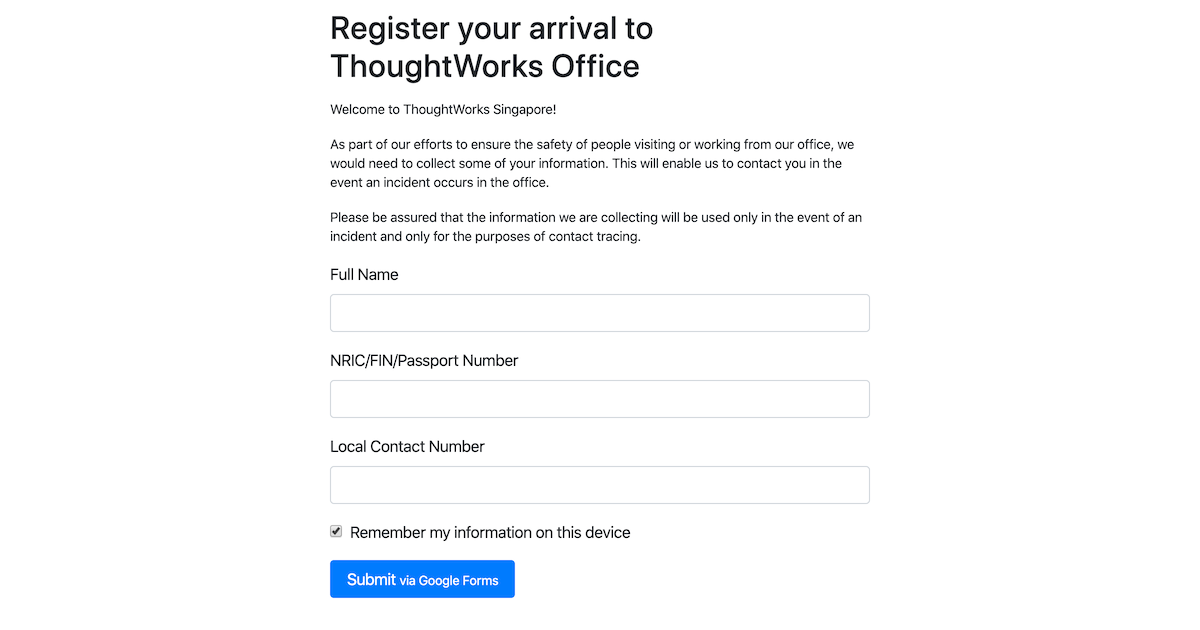 Register your arrival to
ThoughtWorks Office
Welcome to ThoughtWorks Singapore!
As part of our efforts to ensure the safety of people visiting or working from our office, we
would need to collect some of your information. This will enable us to contact you in the
event an incident occurs in the office.
Please be assured that the information we are collecting will be used only in the event of an
incident and only for the purposes of contact tracing.
Full Name
NRIC/FIN/Passport Number
Local Contact Number
Remember my information on this device
Submit via Google Forms